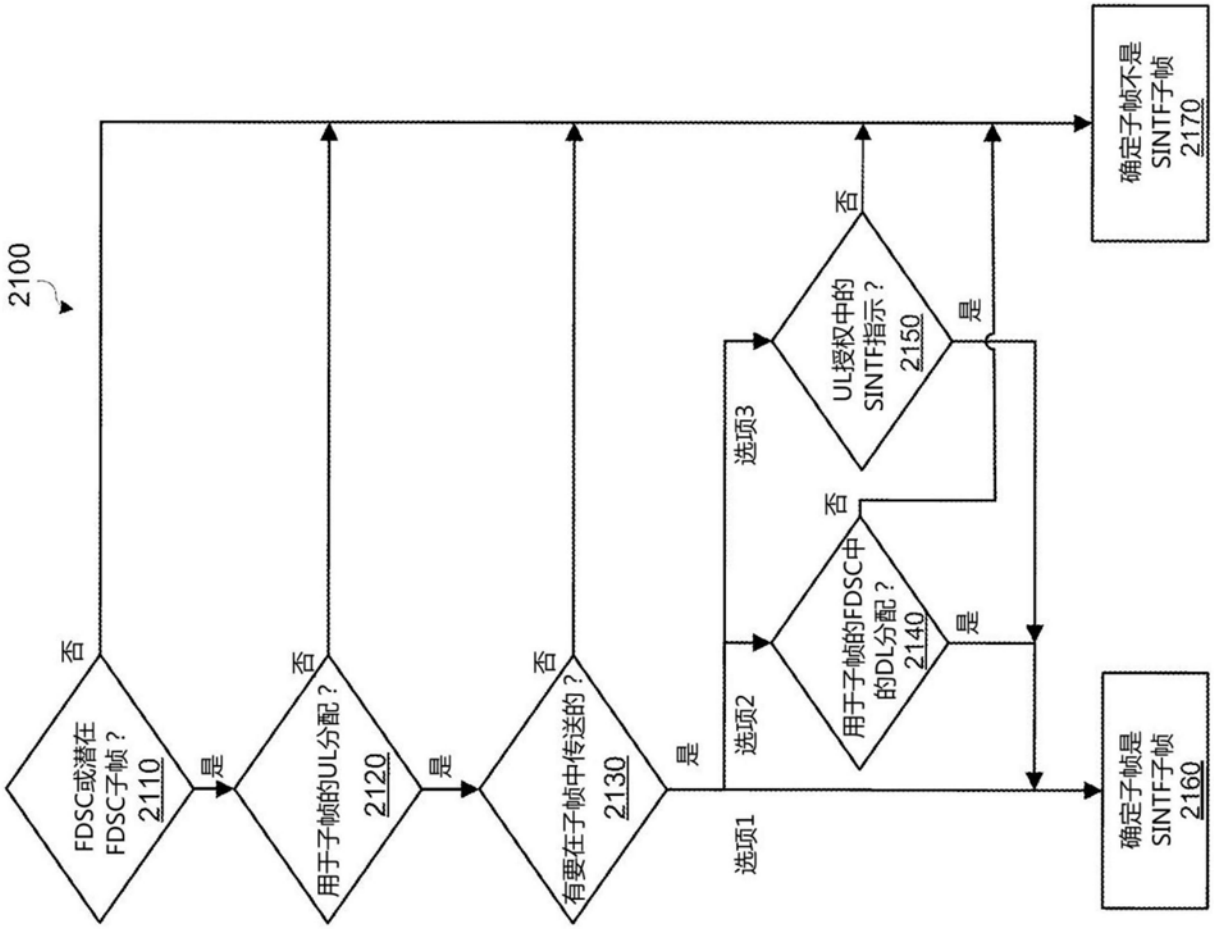 2100
FDSC或潜在
FDSC子帧？
2110
否
是
用于子帧的UL分配？
2120
否
是
有要在子帧中传送的？
2130
否
是
选项1
选项2
选项3
用于子帧的FDSC中
的DL分配？
2140
否
是
UL授权中的
SINTF指示？
2150
否
是
确定子帧是
SINTF子帧
2160
确定子帧不是
SINTF子帧
2170